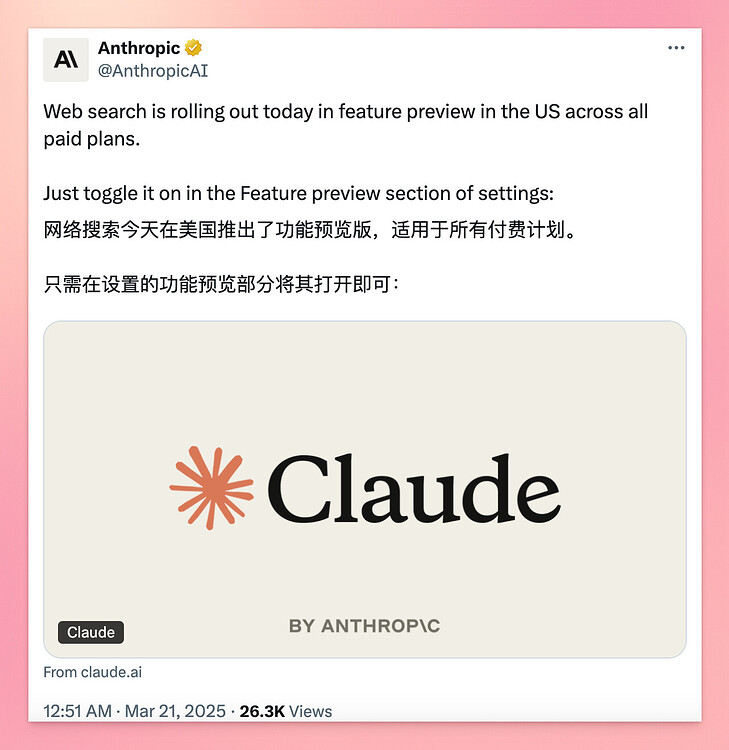 Anthropic
@AnthropicAI
Web search is rolling out today in feature preview in the US across all
paid plans.
Just toggle it on in the Feature preview section of settings:
网络搜索今天在美国推出了功能预览版，适用于所有付费计划。
只需在设置的功能预览部分将其打开即可：
Claude
BY ANTHROP\C
Claude
From claude.ai
12:51 AM · Mar 21, 2025 · 26.3K Views